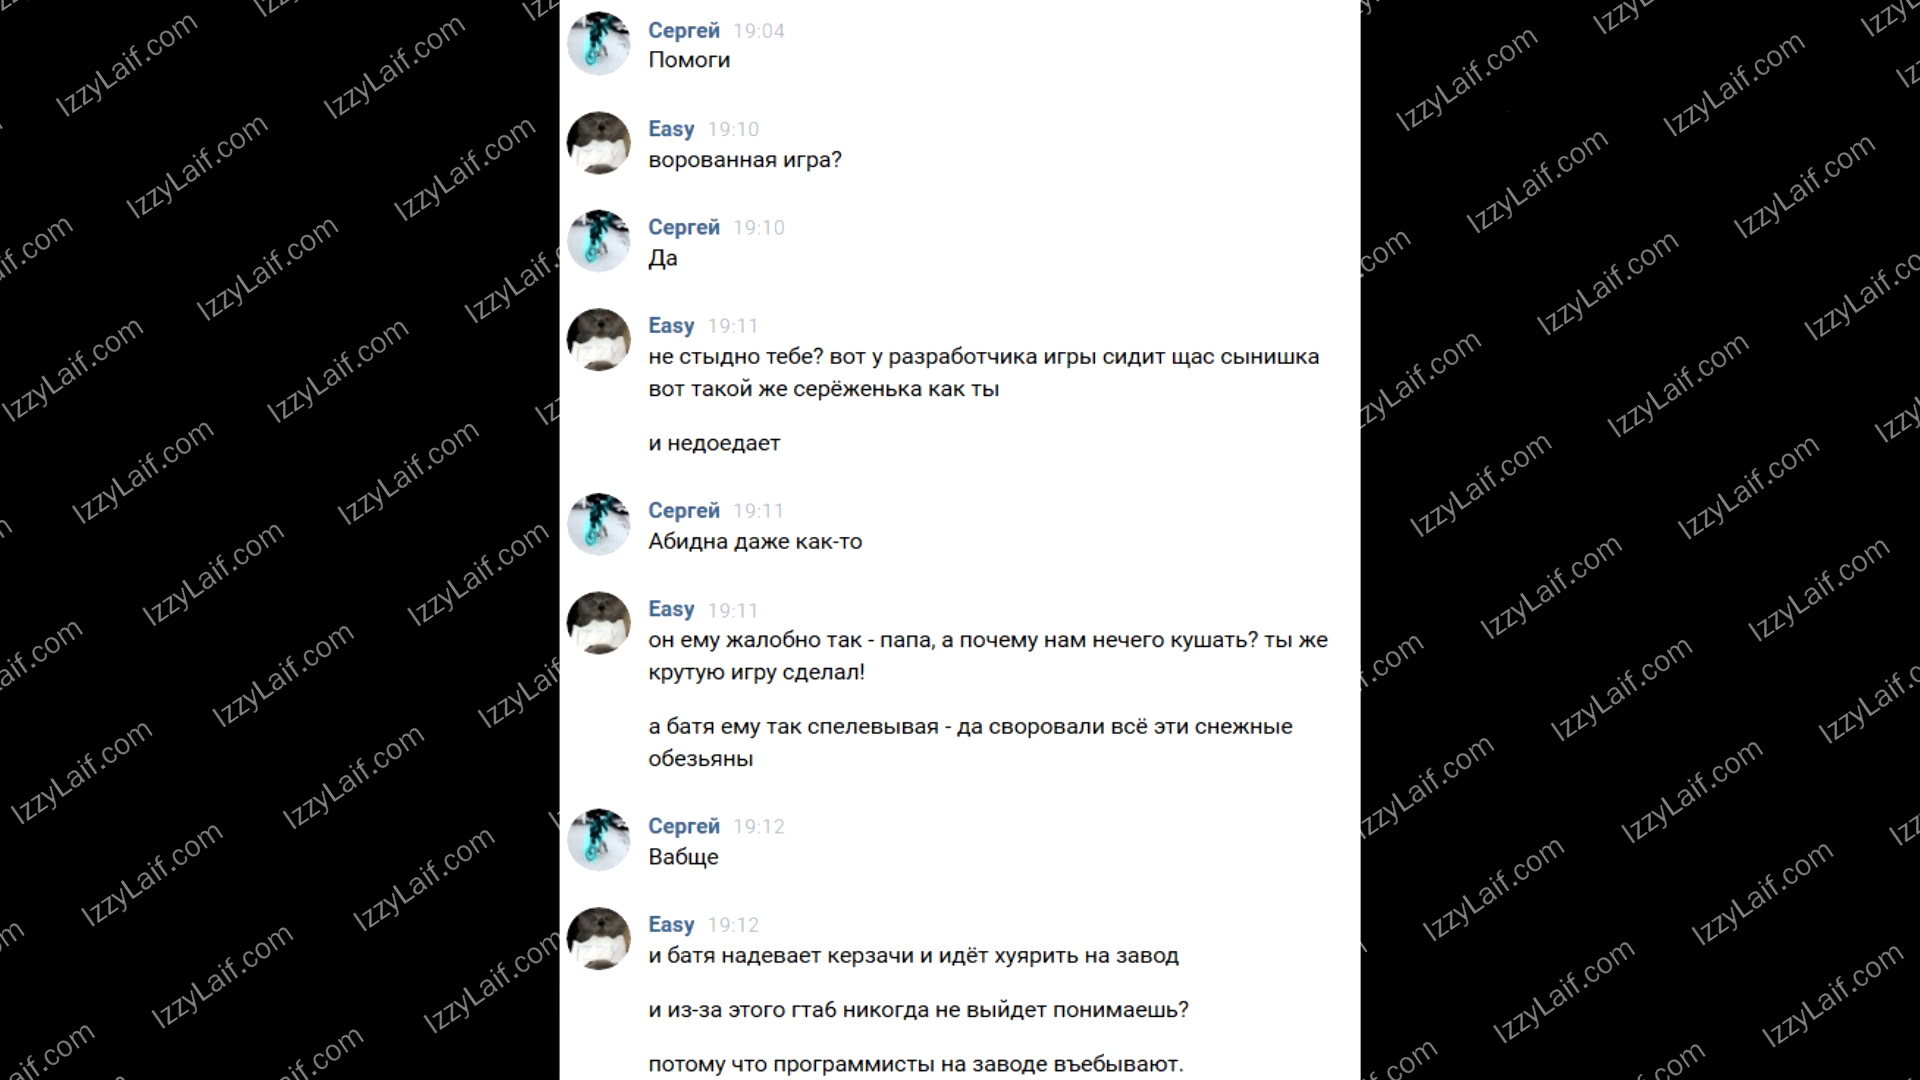 Сергей 19:04
Помоги
Easy 19:10
ворованная игра?
Сергей 19:10
Да
Easy 19:11
не стыдно тебе? вот у разработчика игры сидит щас сынишка
вот такой же серёженька как ты
и недоедает
Сергей 19:11
Абидна даже как-то
Easy 19:11
он ему жалобно так - папа, а почему нам нечего кушать? ты же
крутую игру сделал!
а батя ему так спелевывая - да своровали всё эти снежные
обезьяны
Сергей 19:12
Вабще
Easy 19:12
и батя надевает керзачи и идёт хуярить на завод
и из-за этого гта6 никогда не выйдет понимаешь?
потому что программисты на заводе въебывают.
IzzyLaif.com